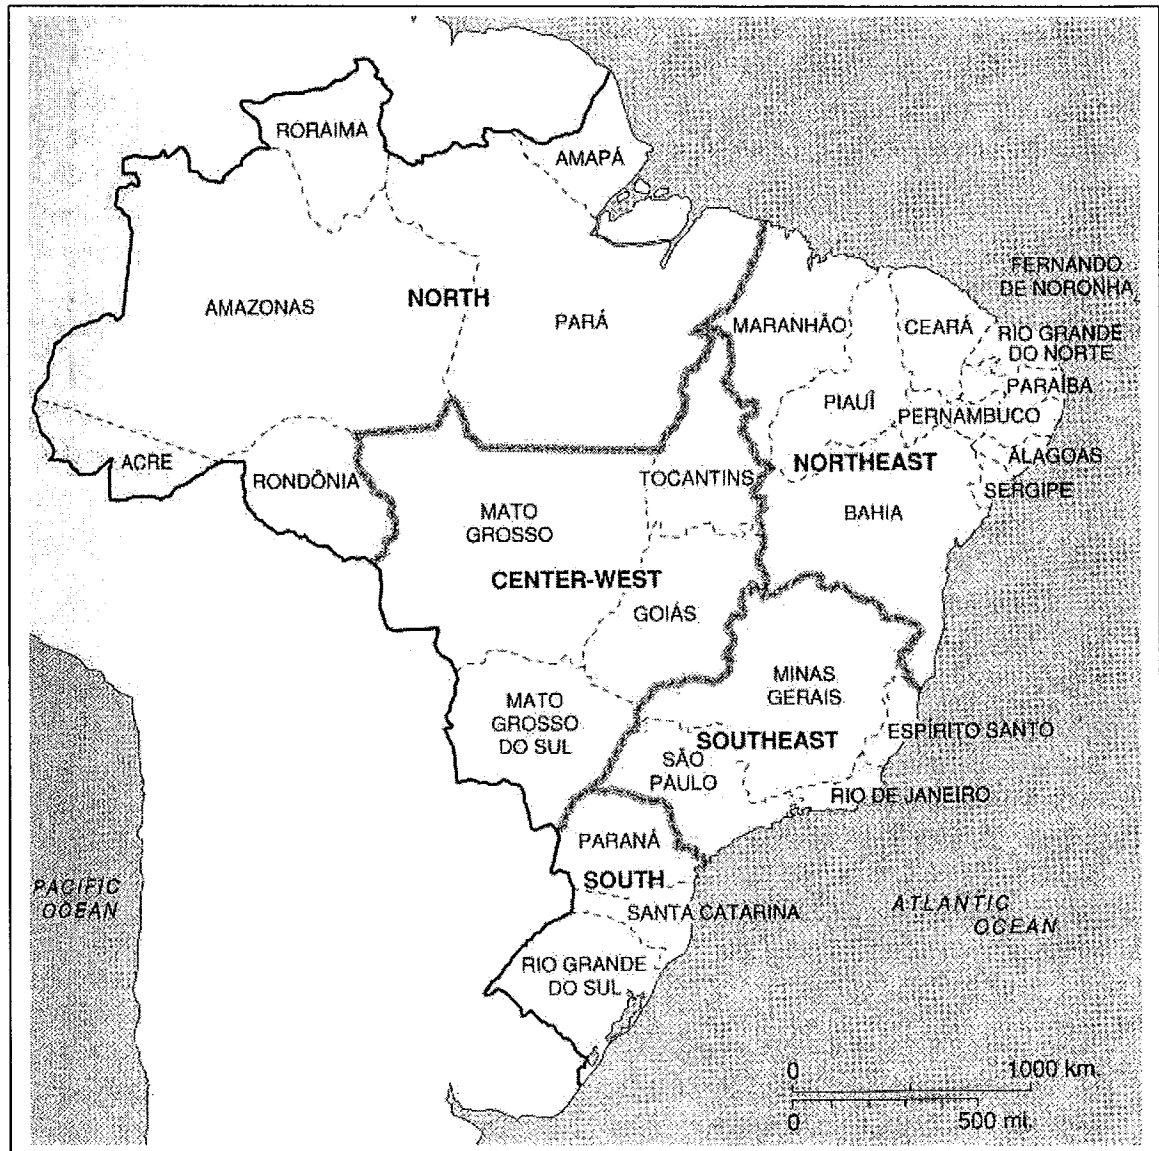 RORAIMA
AMAPÁ
AMAZONAS
NORTH
PARÁ
FERNANDO
DE NORONHA
MARANHÃO
CEARÁ
RIO GRANDE
DO NORTE
PARAÍBA
PIAUÎ
PERNAMBUCO
ACRE
RONDÔNIA
TOCANTINS
NORTHEAST
ALAGOAS
SERGIPE
MATO
GROSSO
BAHIA
CENTER-WEST
GOIÁS
MINAS
GERAIS
MATO
GROSSO
DO SUL
ESPÍRITO SANTO
SOUTHEAST
SÃO
PAULO
RIO DE JANEIRO
PARANÁ
SOUTH
PACIFIC
OCEAN
SANTA CATARINA
ATLANTIC
OCEAN
RIO GRANDE
DO SUL
0 1000 km.
0 500 mi.